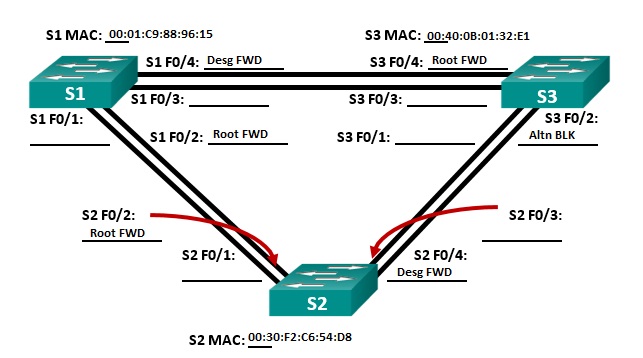 S1 MAC: 00:01:C9:88:96:15
S3 MAC: 00:40:0B:01:32:E1
S1 F0/4: Desg FWD
S3 F0/4: Root FWD
S1
S3
S1 F0/3:
S3 F0/3:
S1 F0/1:
S3 F0/2:
Altn BLK
S1 F0/2: Root FWD
S3 F0/1:
S2 F0/2:
Root FWD
S2 F0/3:
S2 F0/1:
S2 F0/4:
Desg FWD
S2
S2 MAC: 00:30:F2:C6:54:D8